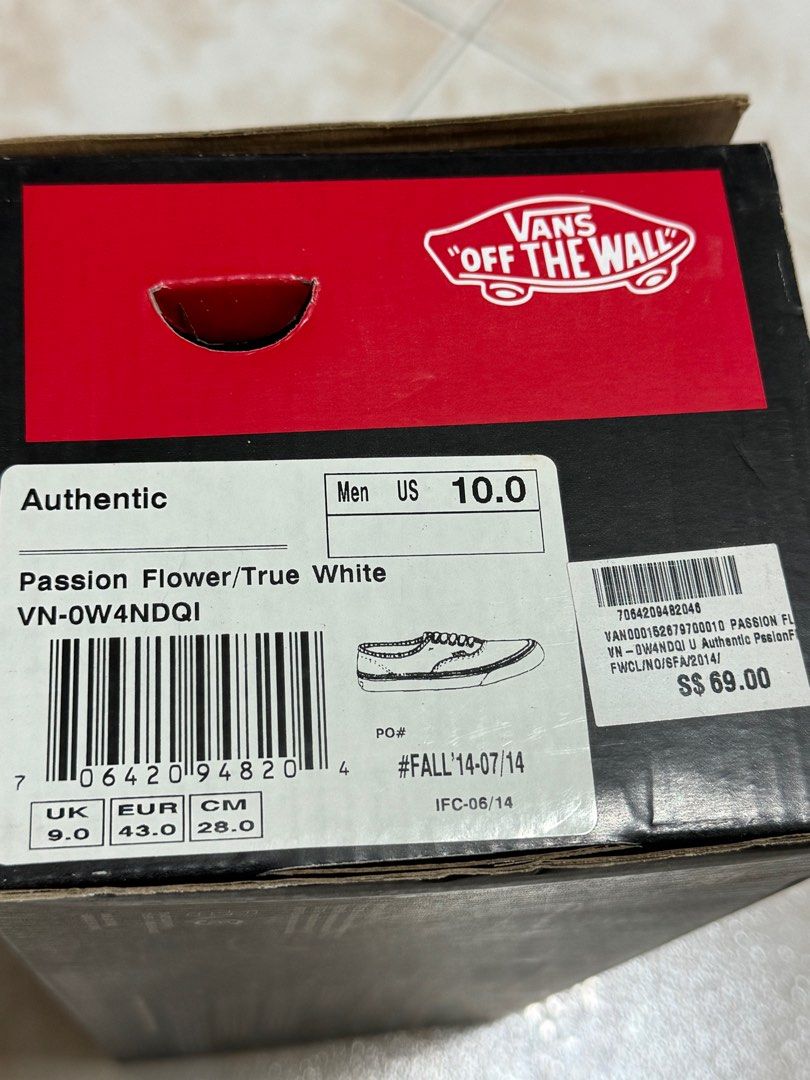 VANS
"OFF THE WALL"
Authentic
Men US 10.0
Passion Flower/True White
VN-0W4NDQI
7 06420 94820 4
PO#
#FALL'14-07/14
IFC-06/14
UK
9.0
EUR
43.0
CM
28.0
7064209482046
VAN000152679700010 PASSION FL
VN-0W4NDQI U Authentic PssionF
FWCL/NO/SFA/2014/
S$ 69.00